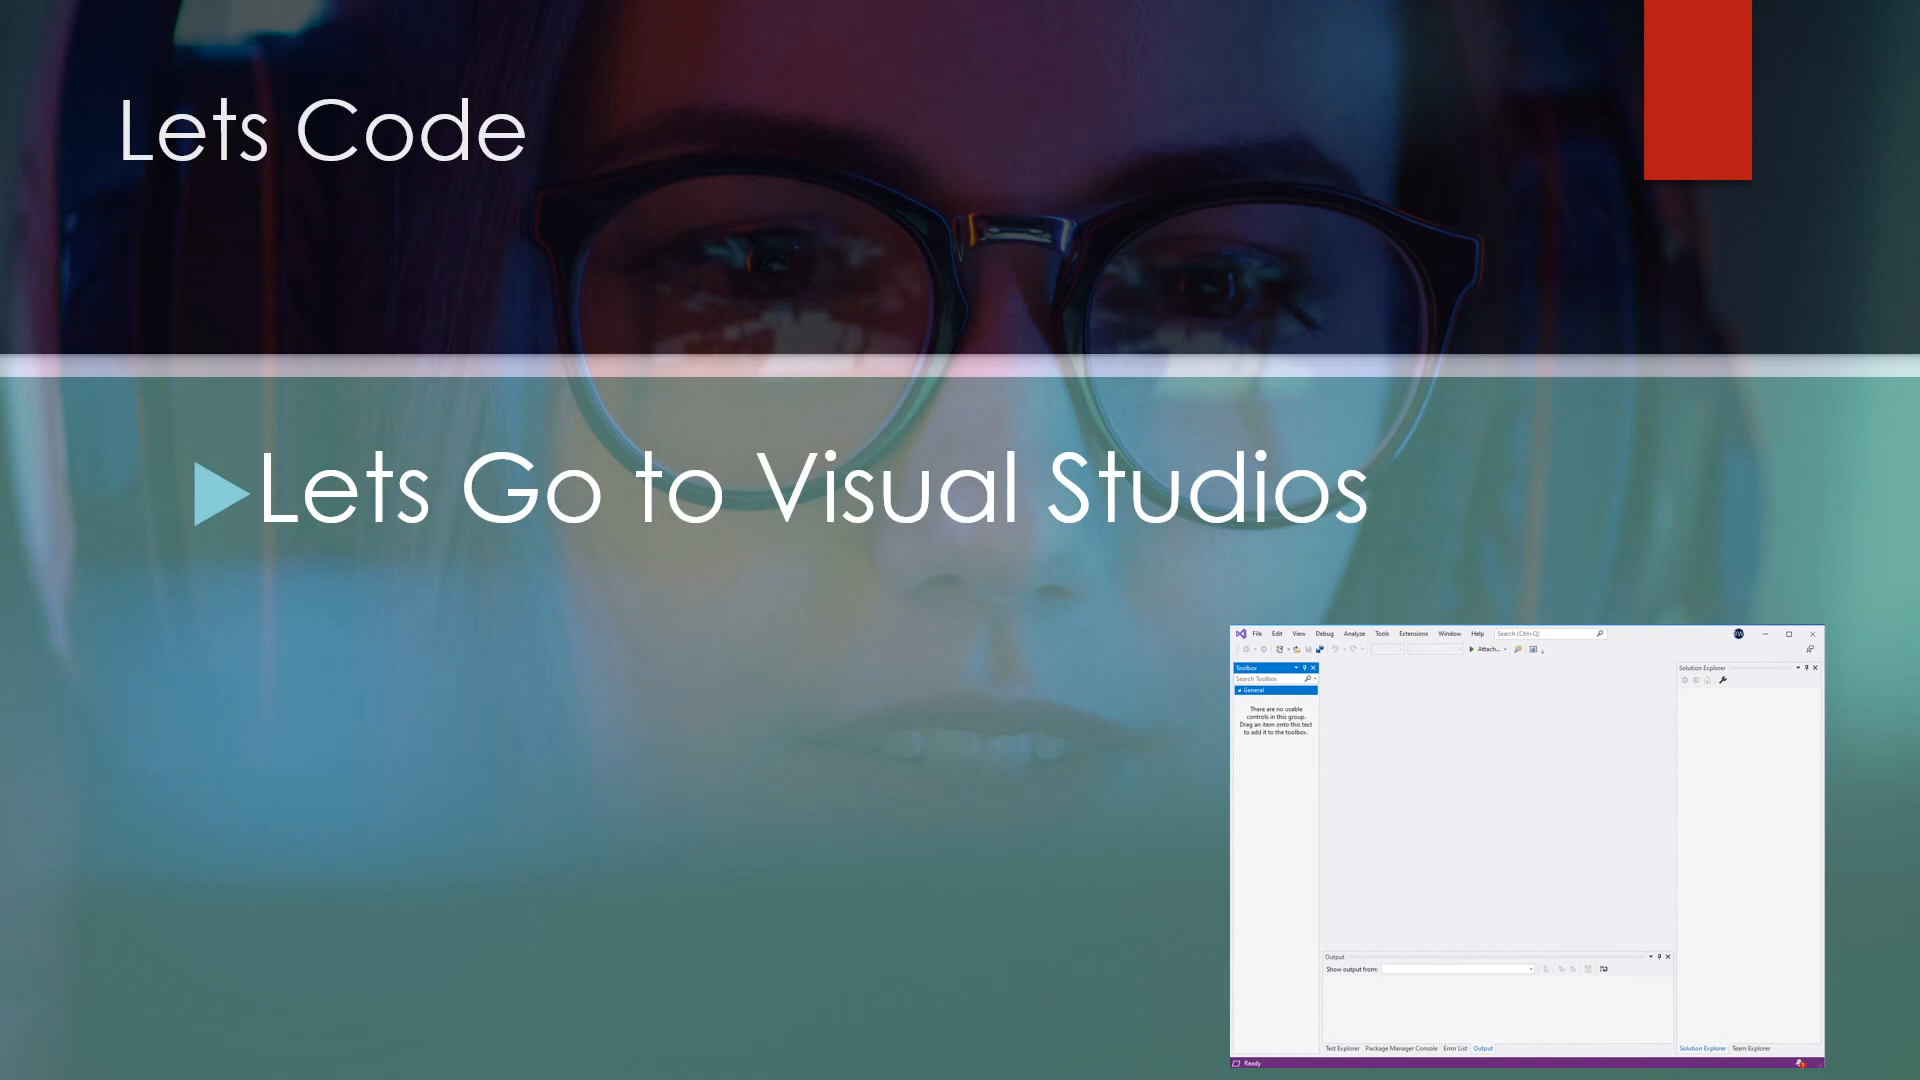 Lets Code
Lets Go to Visual Studios
File Edit View Debug Analyze Tools Extensions Window Help Search (Ctrl+Q)
Attach...
Toolbox
Search Toolbox
General
There are no usable
controls in this group.
Drag an item onto this text
to add it to the toolbox.
Solution Explorer
Output
Show output from:
Test Explorer Package Manager Console Error List Output
Solution Explorer Team Explorer
Ready